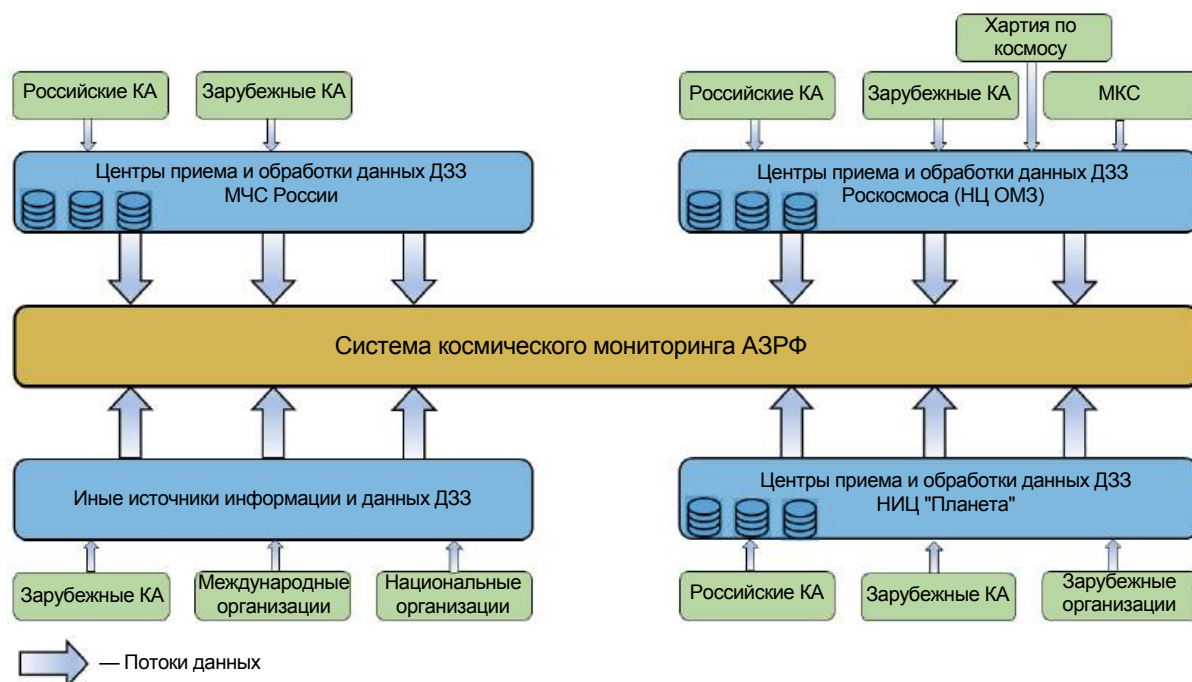 Хартия по
космосу
Российские КА
Зарубежные КА
Российские КА
Зарубежные КА
МКС
Центры приема и обработки данных ДЗЗ
МЧС России
Центры приема и обработки данных ДЗЗ
Роскосмоса (НЦ ОМЗ)
Система космического мониторинга АЗРФ
Иные источники информации и данных ДЗЗ
Центры приема и обработки данных ДЗЗ
НИЦ "Планета"
Зарубежные КА
Международные
организации
Национальные
организации
Российские КА
Зарубежные КА
Зарубежные
организации
— Потоки данных